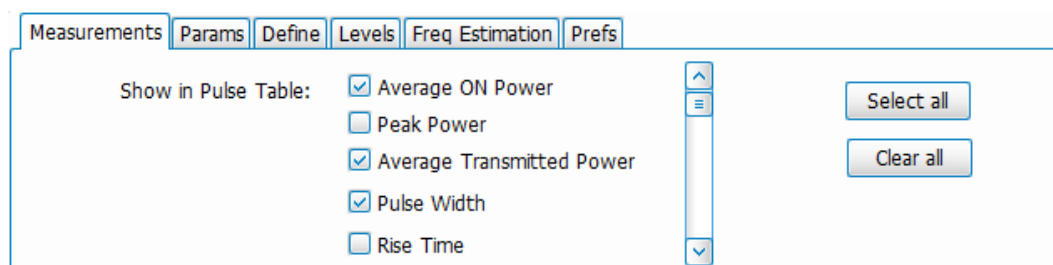 Measurements Params Define Levels Freq Estimation Prefs
Show in Pulse Table: Average ON Power
Select all
Peak Power
Average Transmitted Power
Clear all
Pulse Width
Rise Time